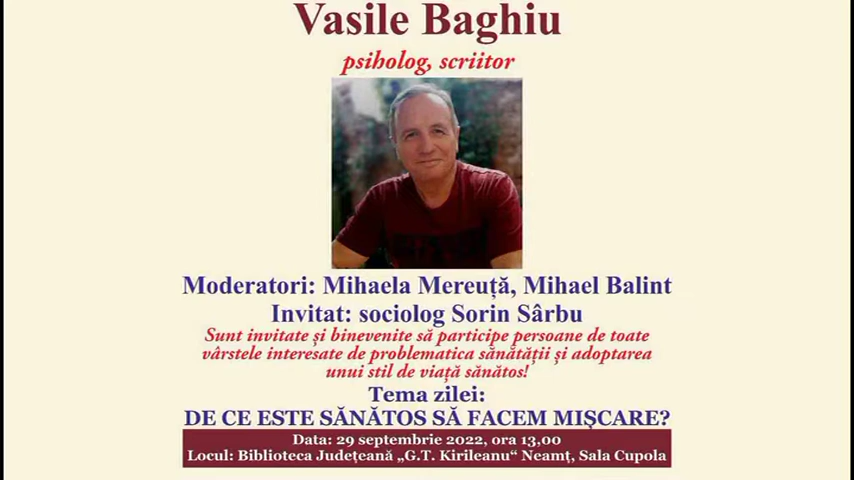 Vasile Baghiu
psiholog, scriitor
Moderatori: Mihaela Mereuță, Mihael Balint
Invitat: sociolog Sorin Sârbu
Sunt invitate și binevenite să participe persoane de toate
vârstele interesate de problematica sănătății și adoptarea
unui stil de viață sănătos!
Tema zilei:
DE CE ESTE SĂNĂTOS SĂ FACEM MIȘCARE?
Data: 29 septembrie 2022, ora 13,00
Locul: Biblioteca Județeană „G.T. Kirileanu“ Neamț, Sala Cupola